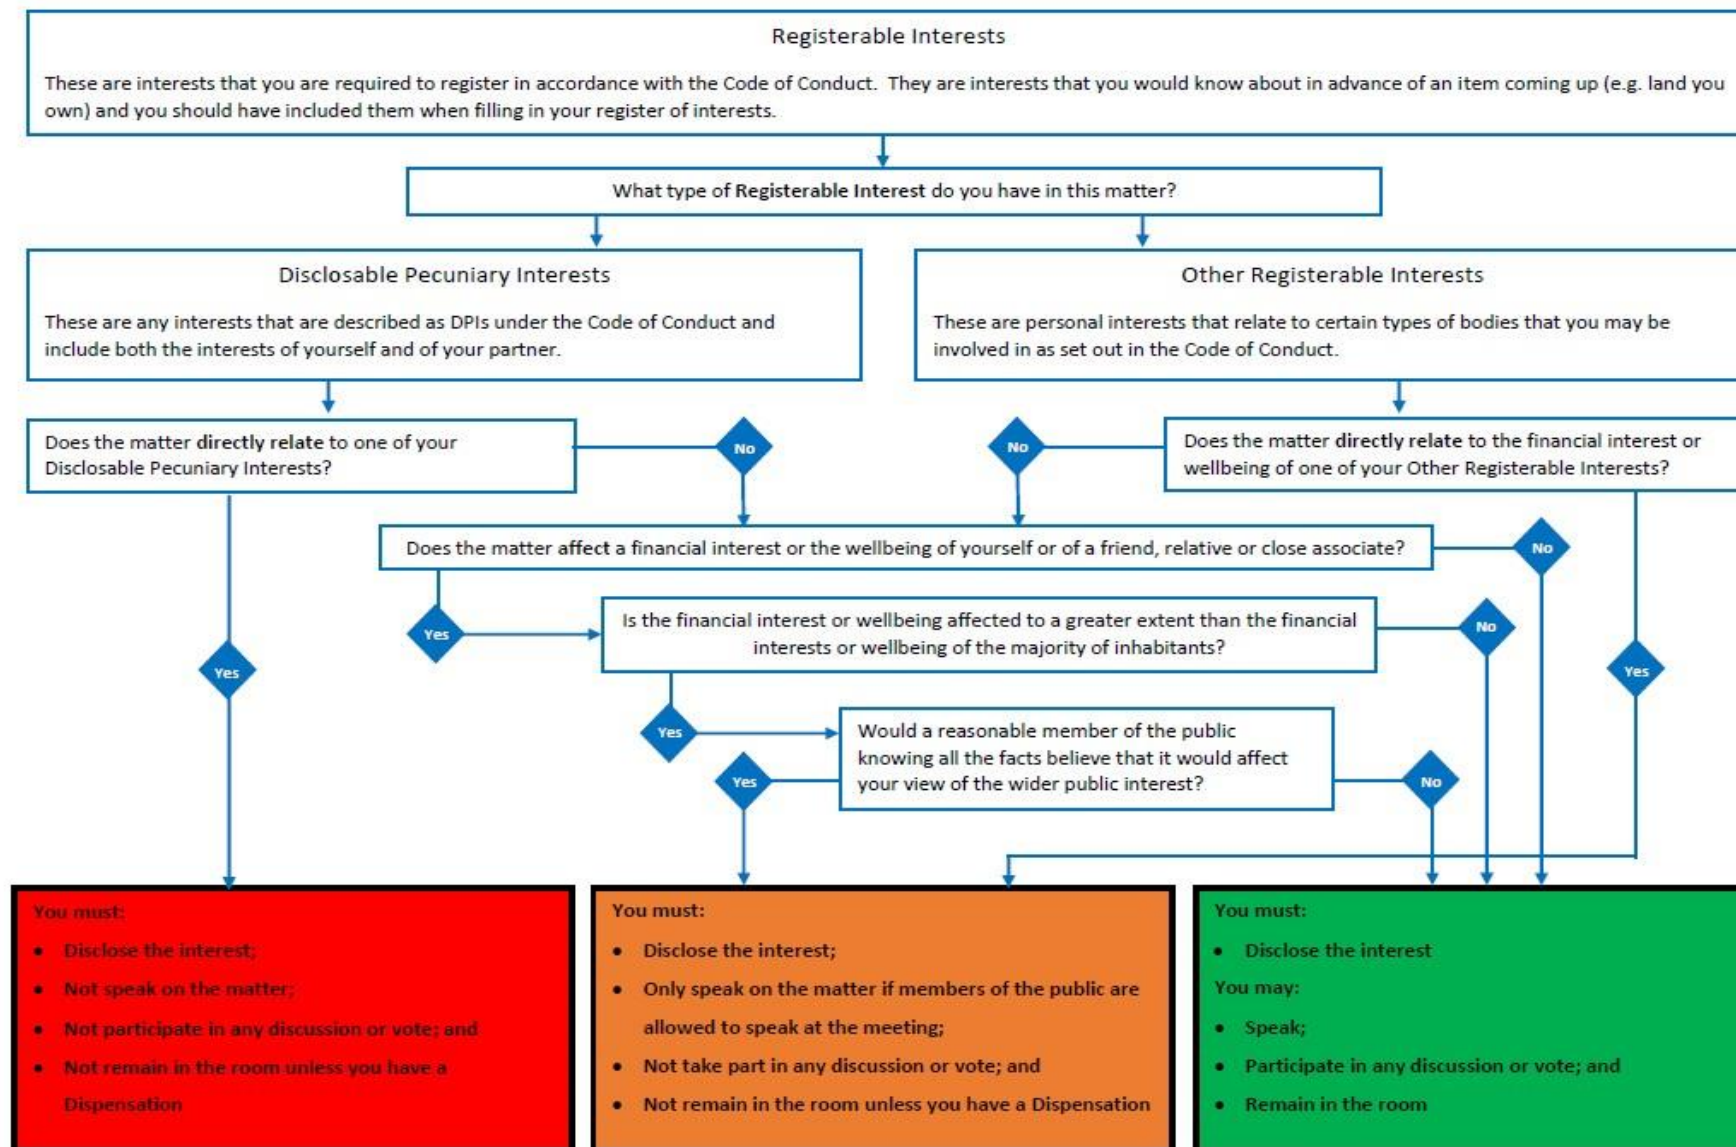 Registerable Interests
These are interests that you are required to register in accordance with the Code of Conduct. They are interests that you would know about in advance of an item coming up (e.g. land you
own) and you should have included them when filling in your register of interests.
What type of Registerable Interest do you have in this matter?
Disclosable Pecuniary Interests
These are any interests that are described as DPIs under the Code of Conduct and
include both the interests of yourself and of your partner.
Other Registerable Interests
These are personal interests that relate to certain types of bodies that you may be
involved in as set out in the Code of Conduct.
Does the matter directly relate to one of your
Disclosable Pecuniary Interests?
No
No
Does the matter directly relate to the financial interest or
wellbeing of one of your Other Registerable Interests?
Does the matter affect a financial interest or the wellbeing of yourself or of a friend, relative or close associate?
No
Yes
Is the financial interest or wellbeing affected to a greater extent than the financial
interests or wellbeing of the majority of inhabitants?
No
Yes
Yes
Yes
Would a reasonable member of the public
knowing all the facts believe that it would affect
your view of the wider public interest?
Yes
No
You must:
• Disclose the interest;
• Not speak on the matter;
• Not participate in any discussion or vote; and
• Not remain in the room unless you have a
Dispensation
You must:
• Disclose the interest;
• Only speak on the matter if members of the public are
allowed to speak at the meeting;
• Not take part in any discussion or vote; and
• Not remain in the room unless you have a Dispensation
You must:
• Disclose the interest
You may:
• Speak;
• Participate in any discussion or vote; and
• Remain in the room